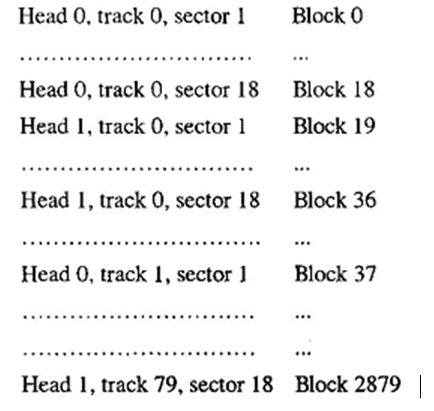 Head 0, track 0, sector 1 Block 0
................................ ...
Head 0, track 0, sector 18 Block 18
Head 1, track 0, sector 1 Block 19
................................ ...
Head 1, track 0, sector 18 Block 36
................................. ...
Head 0, track 1, sector 1 Block 37
................................ ...
................................ ...
Head 1, track 79, sector 18 Block 2879